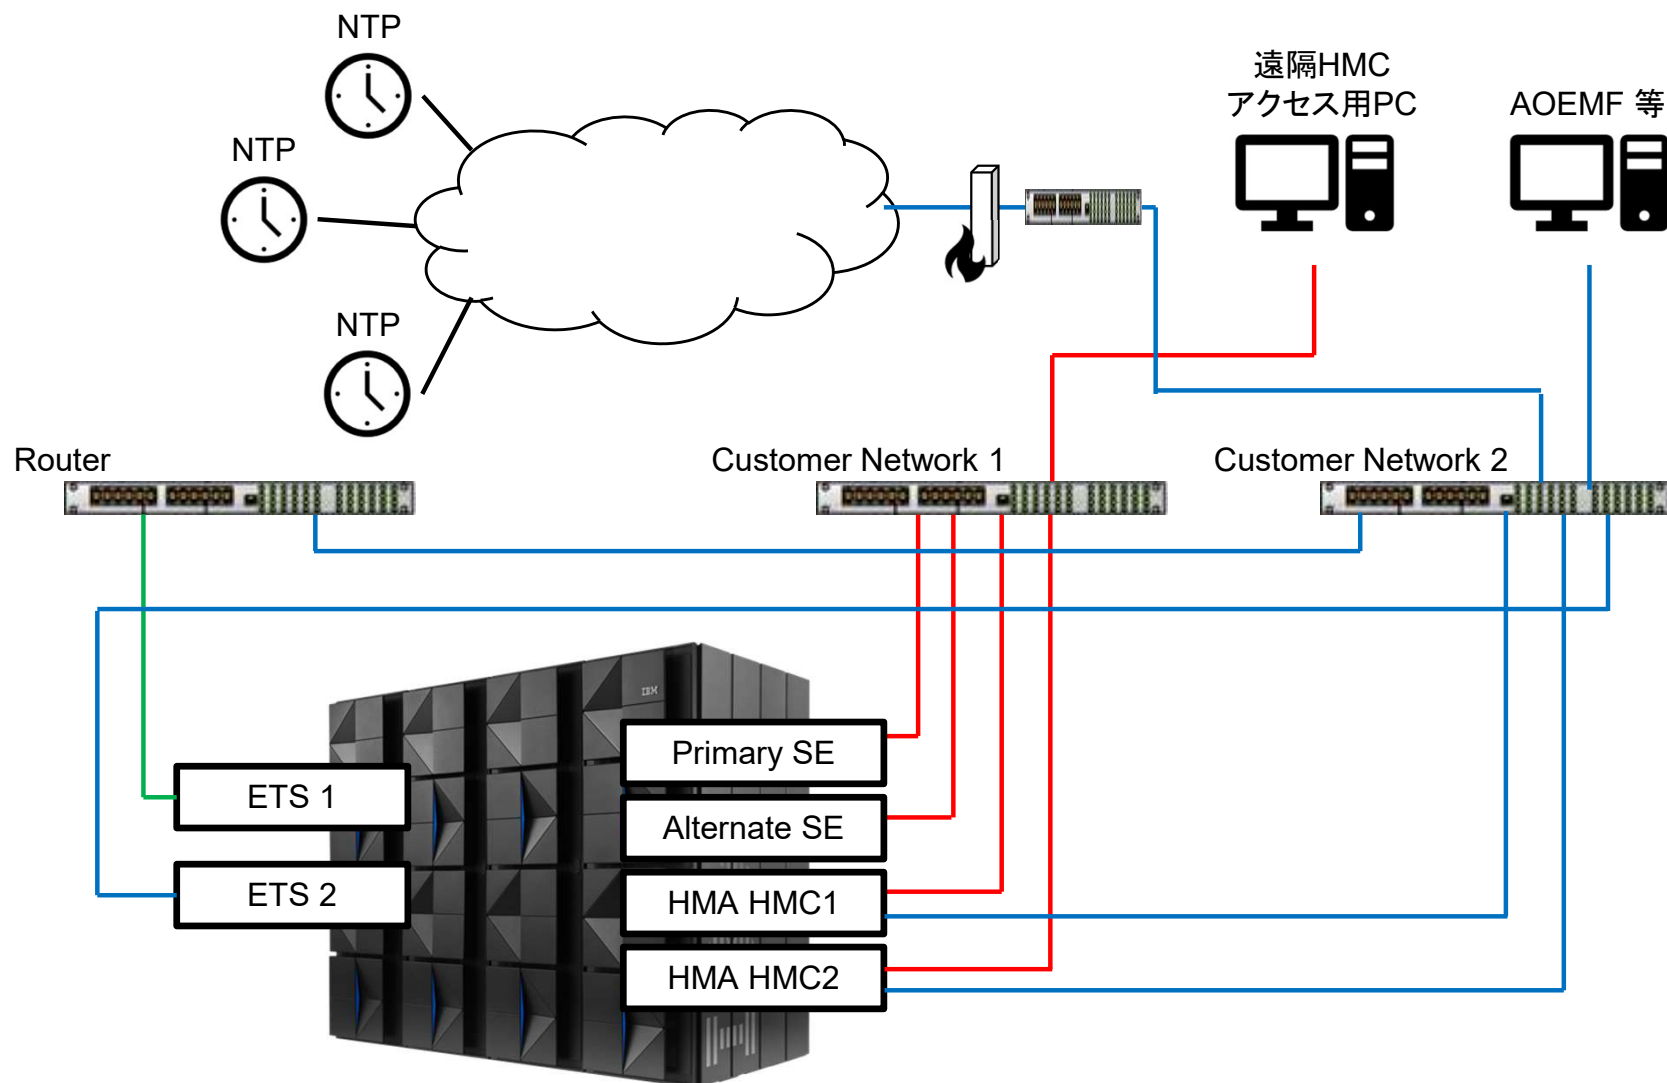 NTP
遠隔HMC
アクセス用PC
AOEMF 等
NTP
NTP
Router
Customer Network 1
Customer Network 2
IBM
Primary SE
ETS 1
Alternate SE
ETS 2
HMA HMC1
HMA HMC2